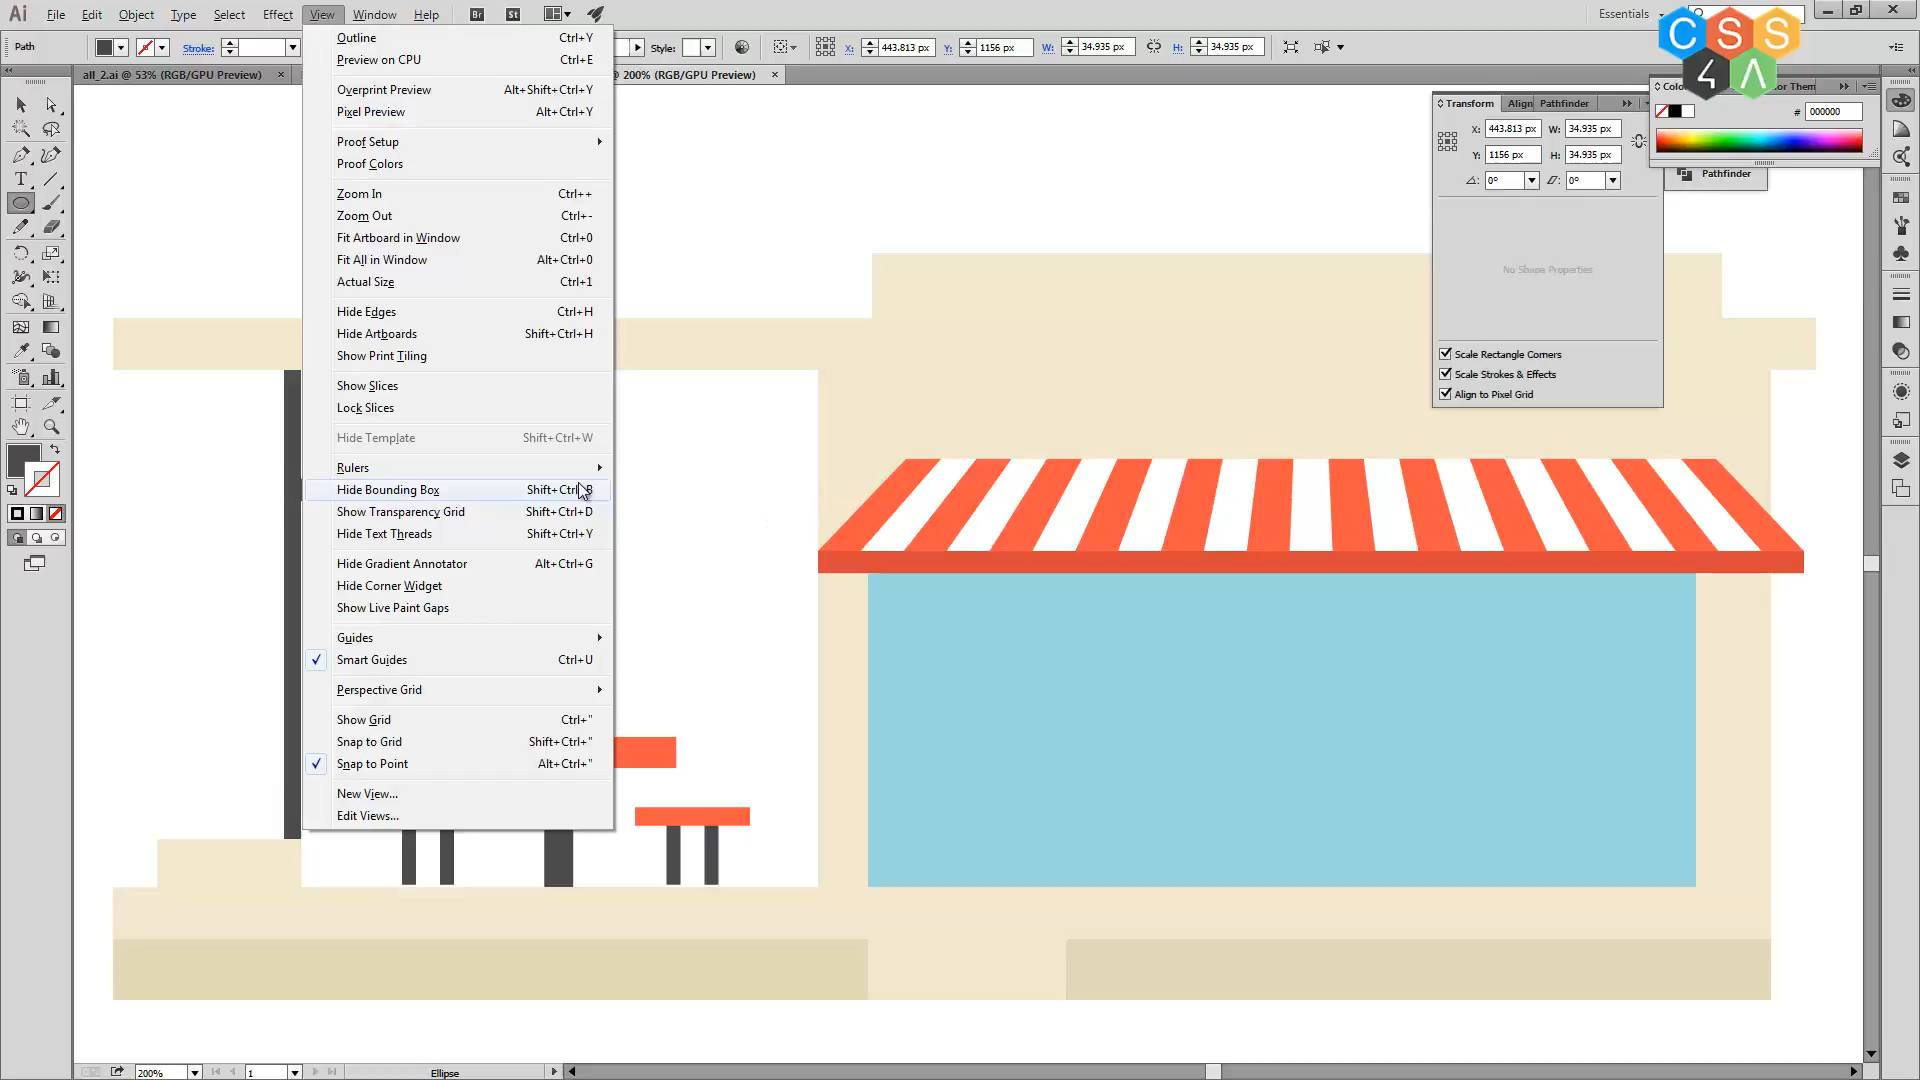 Ai File Edit Object Type Select Effect View Window Help Br St Essentials
Path Stroke: Style: X: 443.813 px Y: 1156 px W: 34.935 px H: 34.935 px
CSS
4
all_2.ai @ 53% (RGB/GPU Preview) × @ 200% (RGB/GPU Preview) ×
Outline Ctrl+Y
Preview on CPU Ctrl+E
Overprint Preview Alt+Shift+Ctrl+Y
Pixel Preview Alt+Ctrl+Y
Proof Setup
Proof Colors
Zoom In Ctrl++
Zoom Out Ctrl+-
Fit Artboard in Window Ctrl+0
Fit All in Window Alt+Ctrl+0
Actual Size Ctrl+1
Hide Edges Ctrl+H
Hide Artboards Shift+Ctrl+H
Show Print Tiling
Show Slices
Lock Slices
Hide Template Shift+Ctrl+W
Rulers
Hide Bounding Box Shift+Ctrl+B
Show Transparency Grid Shift+Ctrl+D
Hide Text Threads Shift+Ctrl+Y
Hide Gradient Annotator Alt+Ctrl+G
Hide Corner Widget
Show Live Paint Gaps
Guides
Smart Guides Ctrl+U
Perspective Grid
Show Grid Ctrl+"
Snap to Grid Shift+Ctrl+"
Snap to Point Alt+Ctrl+"
New View...
Edit Views...
Transform Align Pathfinder
X: 443.813 px W: 34.935 px
Y: 1156 px H: 34.935 px
0° 0°
No Shape Properties
Scale Rectangle Corners
Scale Strokes & Effects
Align to Pixel Grid
# 000000
Pathfinder
200% 1 Ellipse